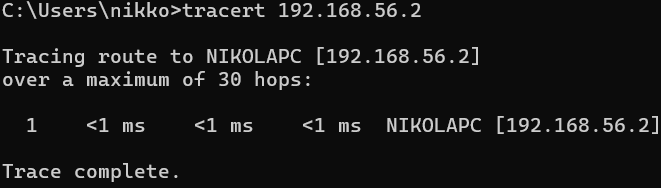 C:\Users\nikko>tracert 192.168.56.2
Tracing route to NIKOLAPC [192.168.56.2]
over a maximum of 30 hops:
1 <1 ms <1 ms <1 ms NIKOLAPC [192.168.56.2]
Trace complete.